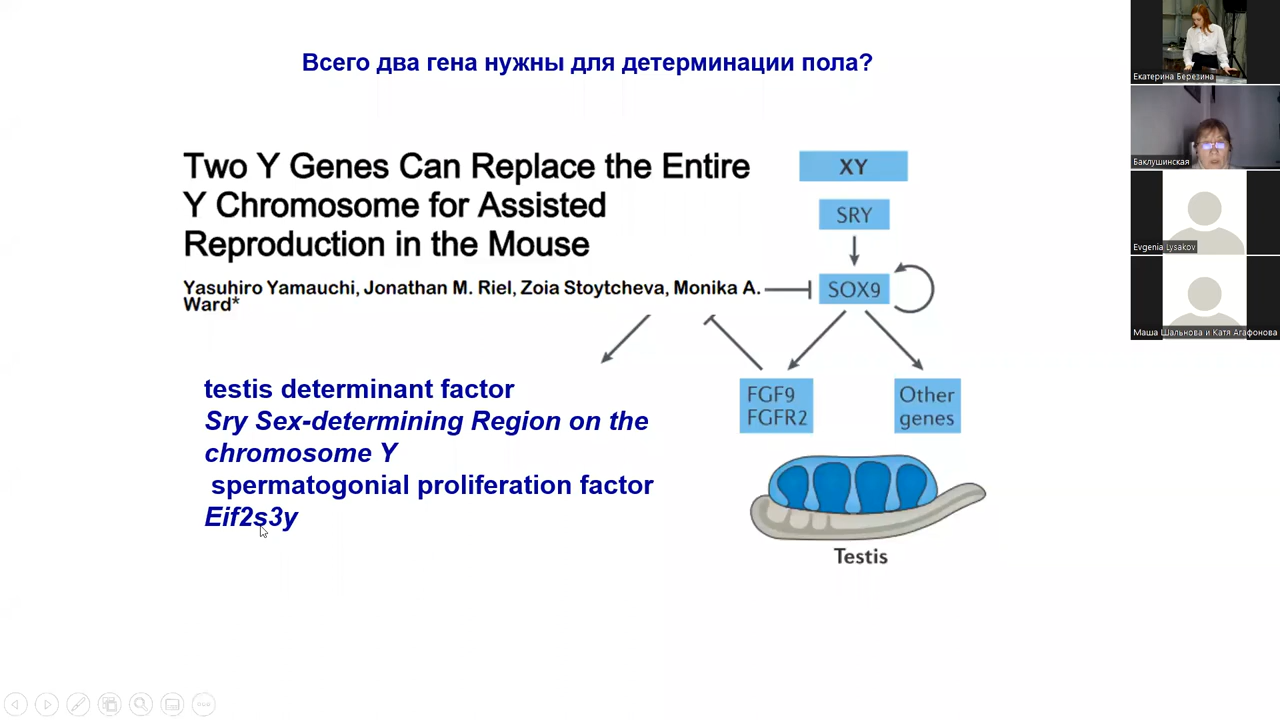 Всего два гена нужны для детерминации пола?
Two Y Genes Can Replace the Entire
Y Chromosome for Assisted
Reproduction in the Mouse
Yasuhiro Yamauchi, Jonathan M. Riel, Zoia Stoytcheva, Monika A.
Ward*
testis determinant factor
Sry Sex-determining Region on the
chromosome Y
spermatogonial proliferation factor
Eif2s3y
XY
SRY
SOX9
FGF9
FGFR2
Other
genes
Testis
Екатерина Березина
Баклушинская
Evgenia Lysakov
Маша Шальнова и Катя Агафонова